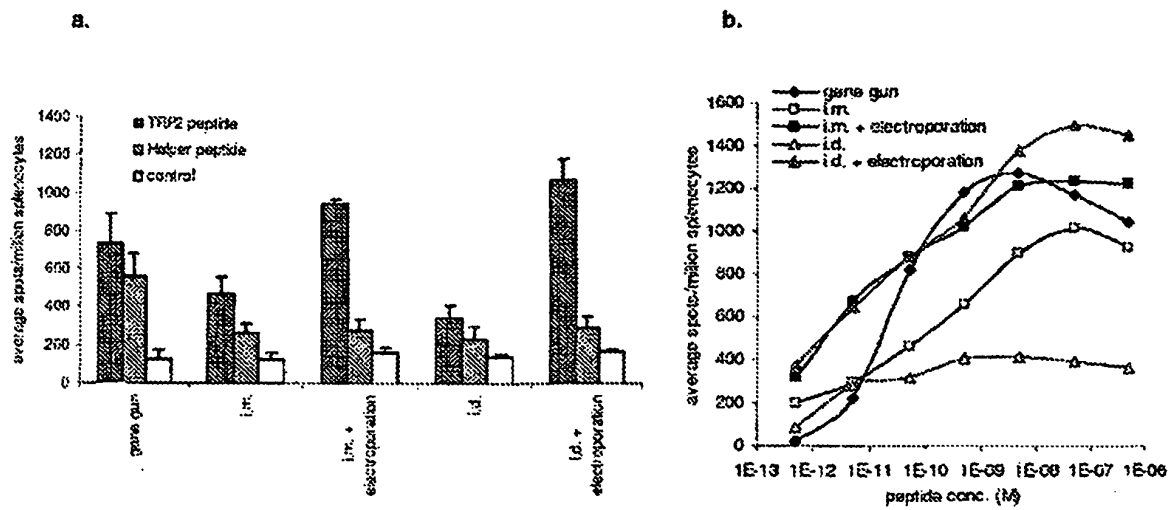 a.
average spots/million splenocytes
1400
1200
1000
800
600
400
200
0
TRP2 peptide
Helper peptide
control
gene gun
i.m.
i.m. +
electroporation
i.d.
i.d. +
electroporation
b.
average spots/million splenocytes
1600
1400
1200
1000
800
600
400
200
0
gene gun
i.m.
i.m. + electroporation
i.d.
i.d. + electroporation
1E-13 1E-12 1E-11 1E-10 1E-09 1E-08 1E-07 1E-06
peptide conc. (M)